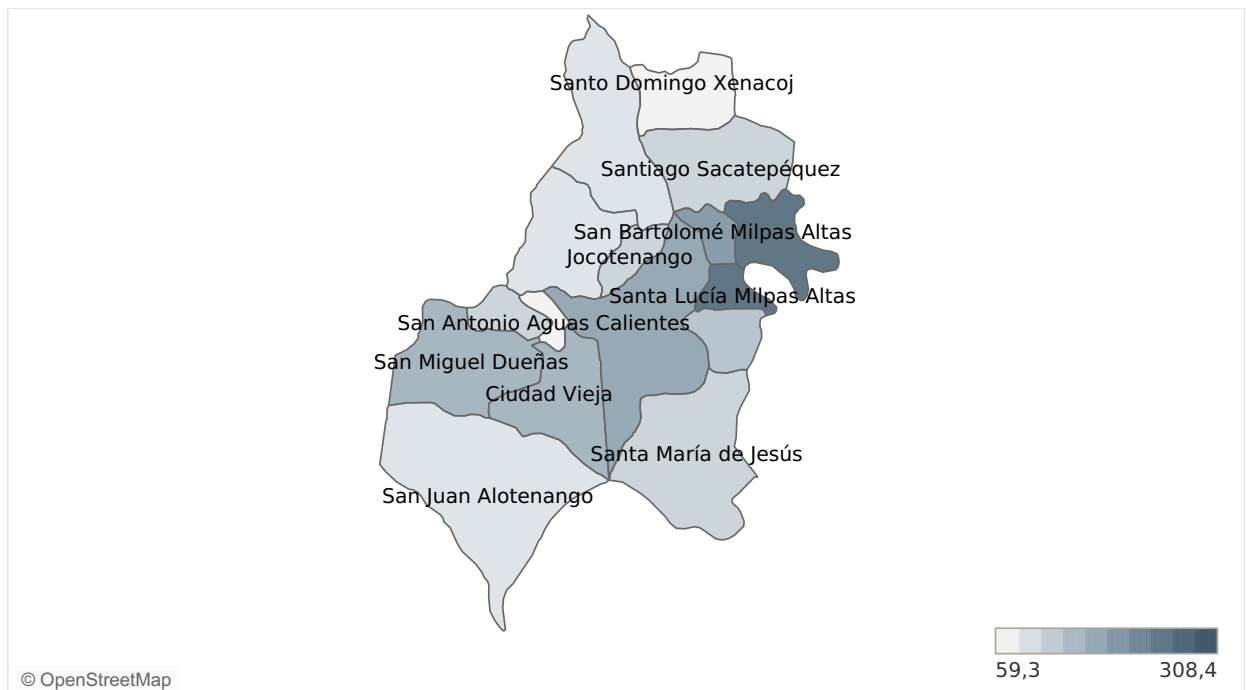 Santo Domingo Xenacoj
Santiago Sacatepéquez
San Bartolomé Milpas Altas
Jocotenango
Santa Lucía Milpas Altas
San Antonio Aguas Calientes
San Miguel Dueñas
Ciudad Vieja
Santa María de Jesús
San Juan Alotenango
59,3
308,4
© OpenStreetMap